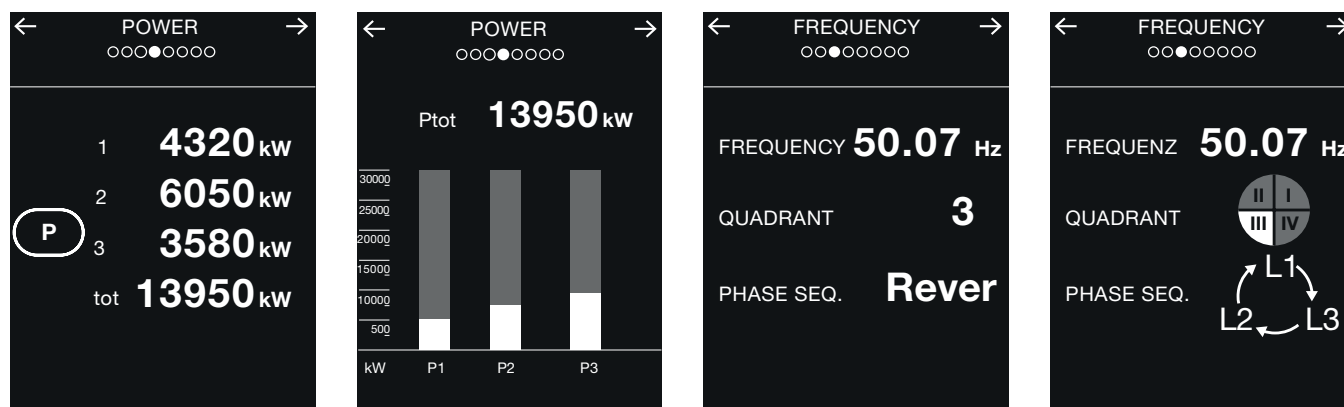 POWER
1 4320 kW
2 6050 kW
P
3 3580 kW
tot 13950 kW
POWER
Ptot 13950 kW
30000
25000
20000
15000
10000
500
kW P1 P2 P3
FREQUENCY
FREQUENCY 50.07 Hz
QUADRANT 3
PHASE SEQ. Rever
FREQUENCY
FREQUENZ 50.07 Hz
QUADRANT
II I
III IV
PHASE SEQ.
L1
L2 L3